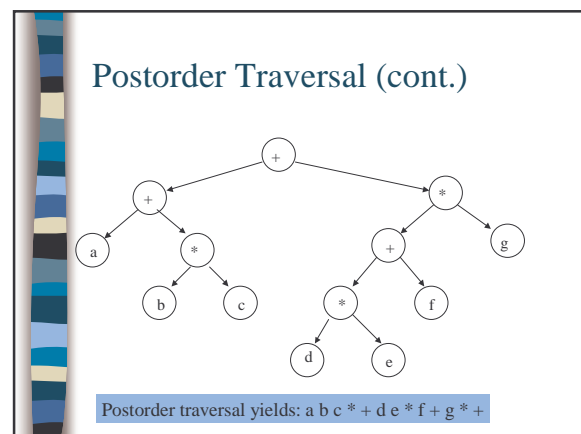 Postorder Traversal (cont.)
+
+
*
a
*
+
g
b
c
*
f
d
e
Postorder traversal yields: a b c * + d e * f + g * +